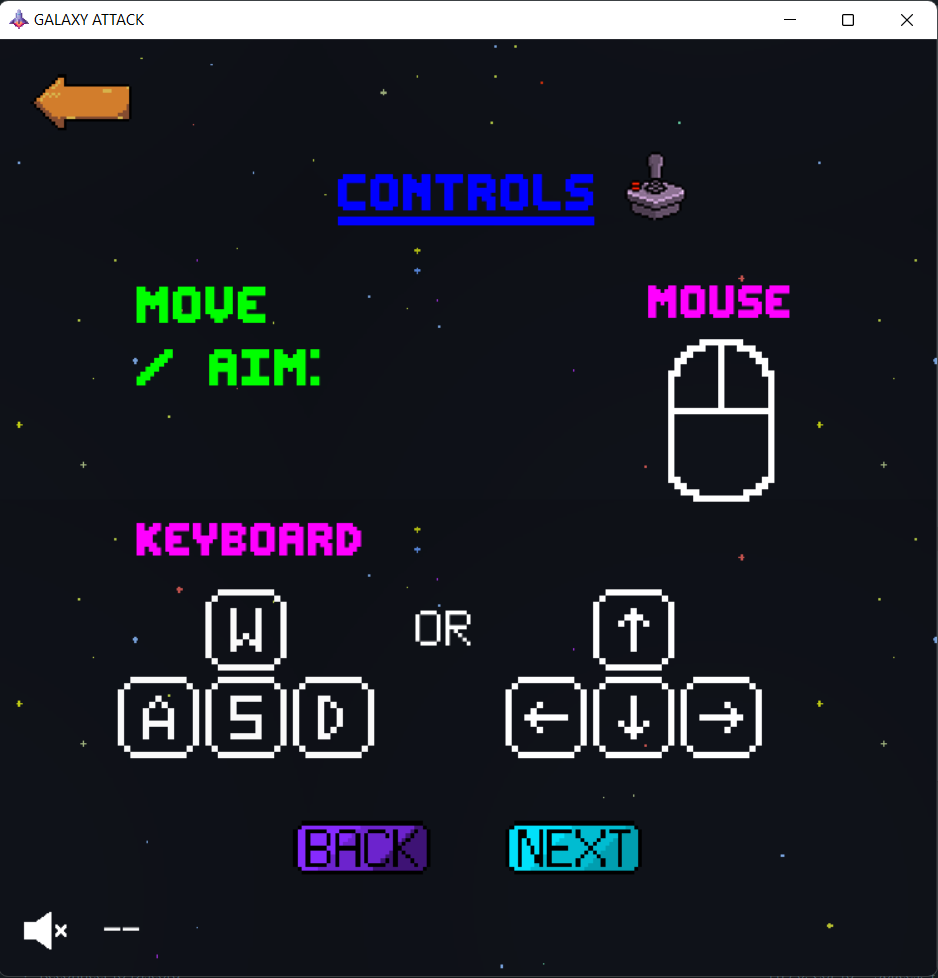 GALAXY ATTACK
CONTROLS
MOVE
/ AIM:
MOUSE
KEYBOARD
W
OR
↑
A S D
← ↓ →
BACK
NEXT
--